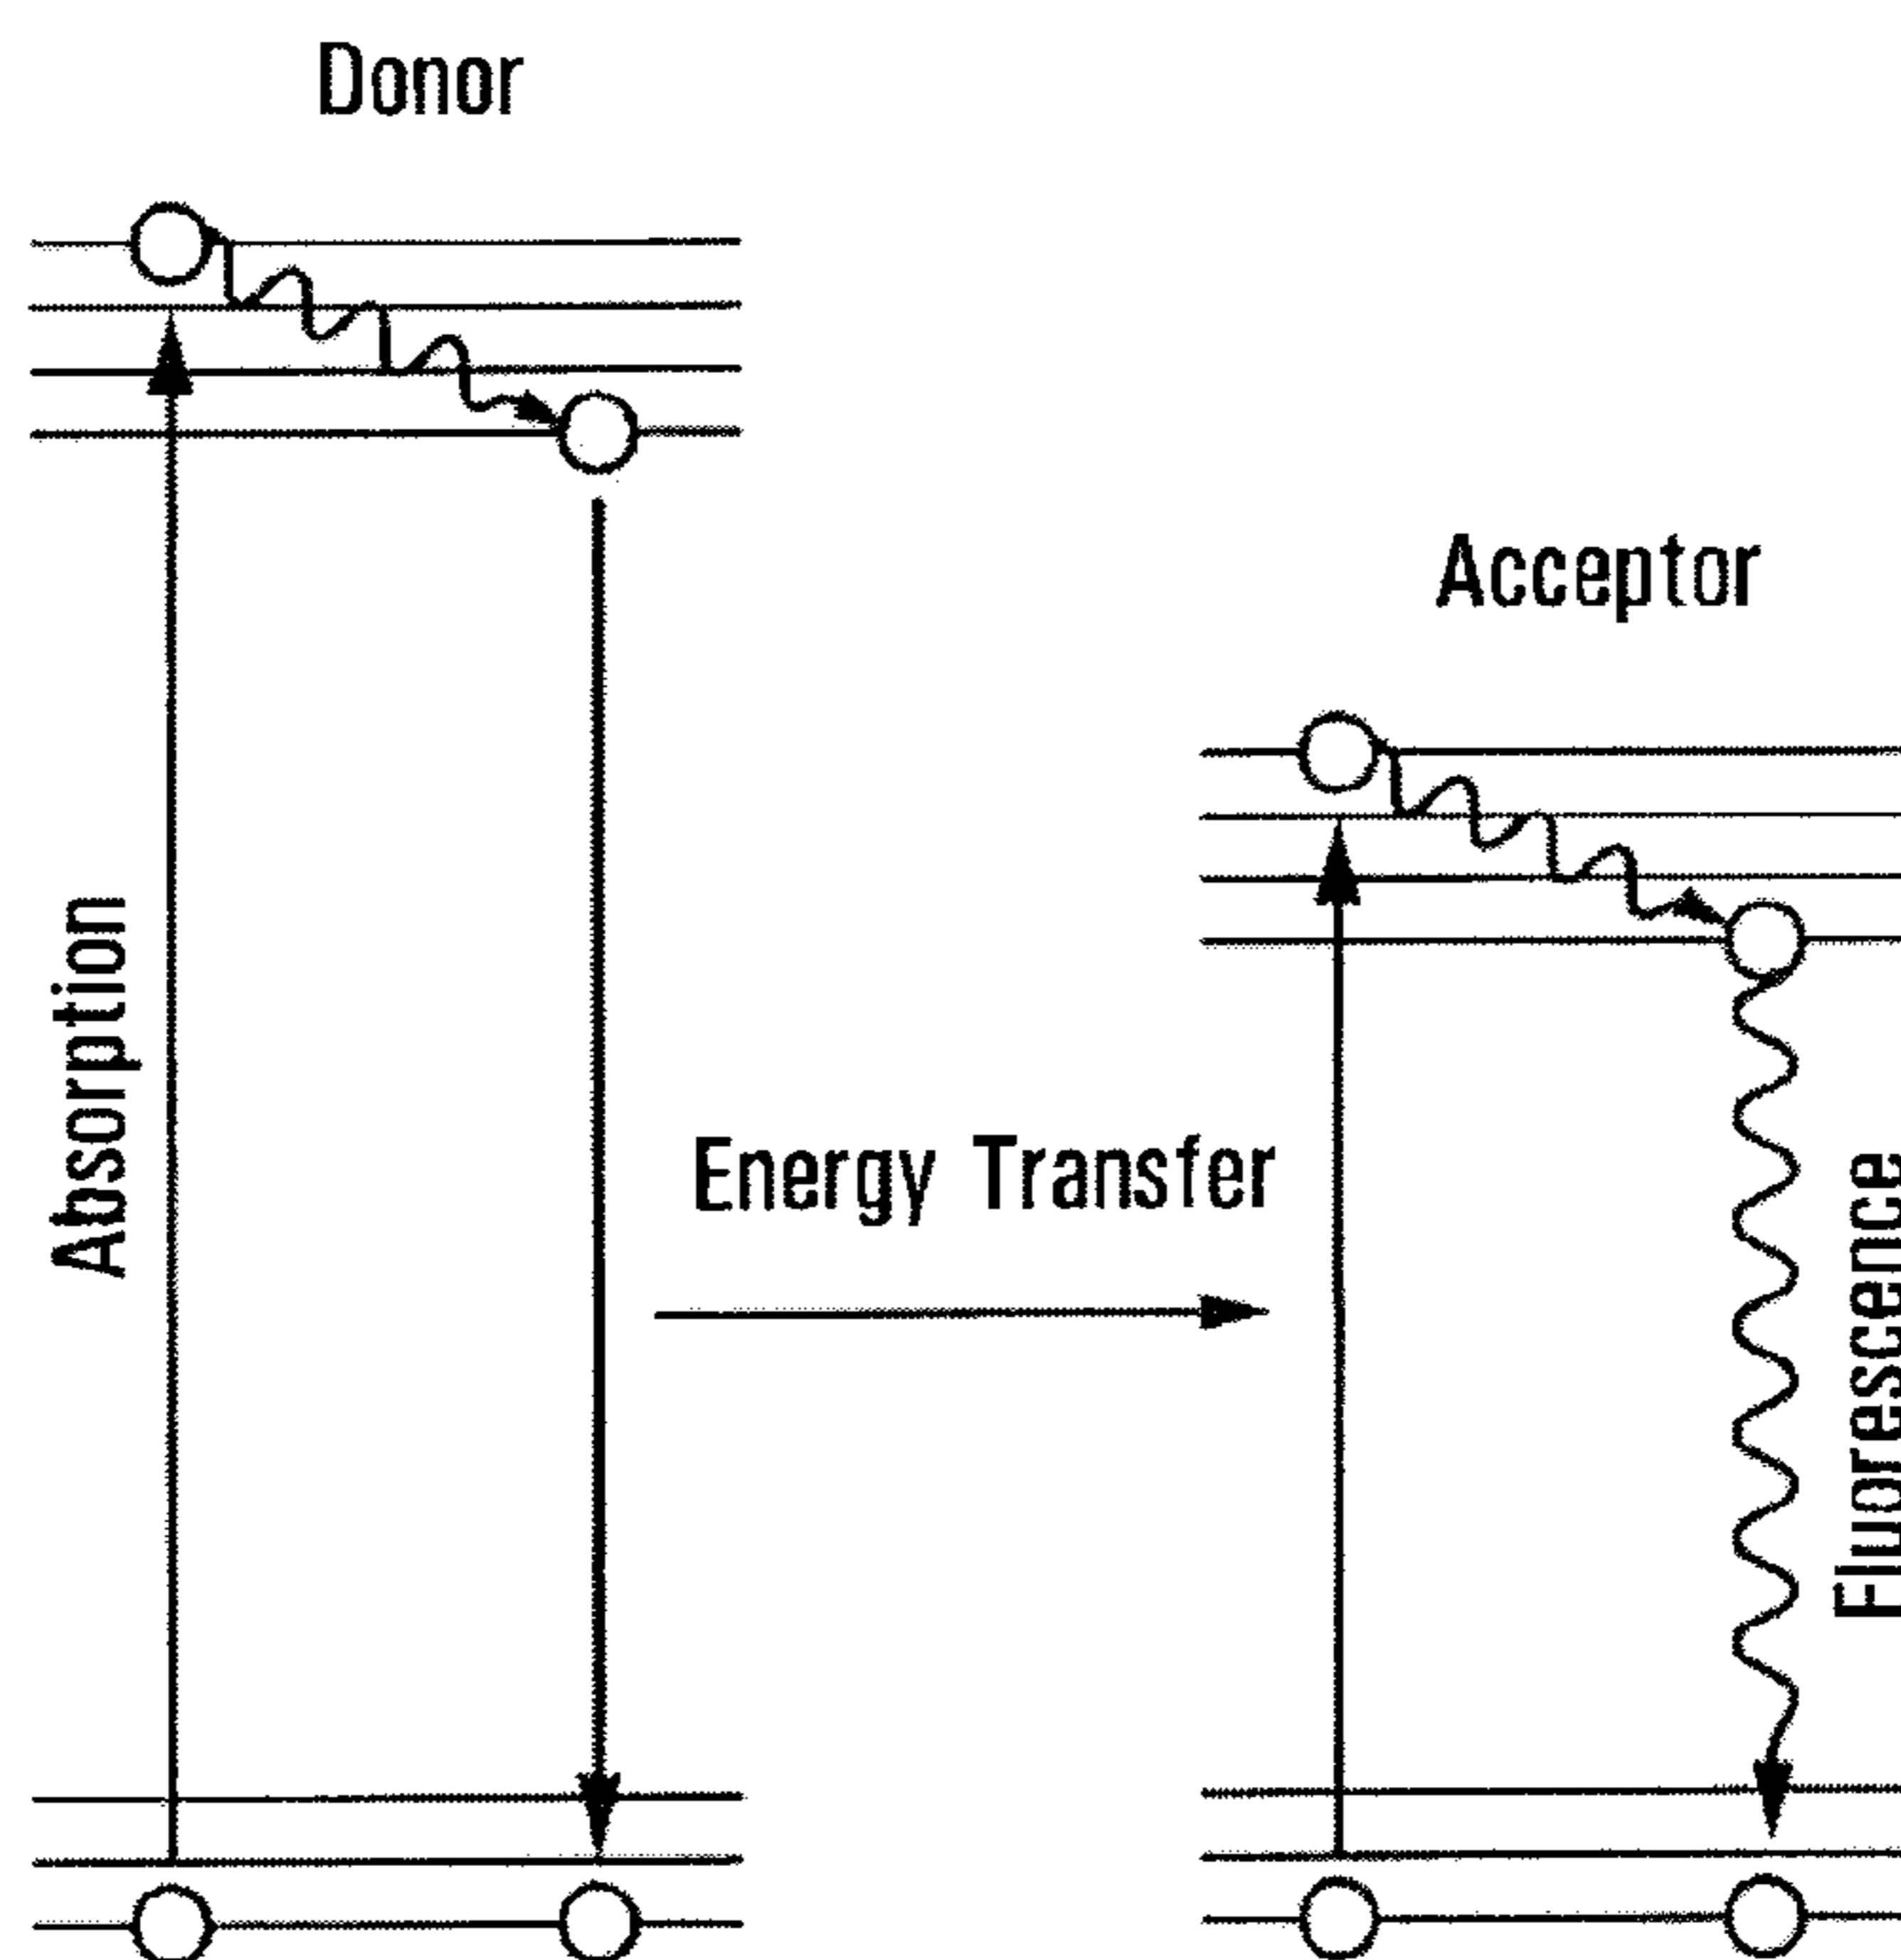 Donor
Acceptor
Absorption
Energy Transfer
Fluorescence